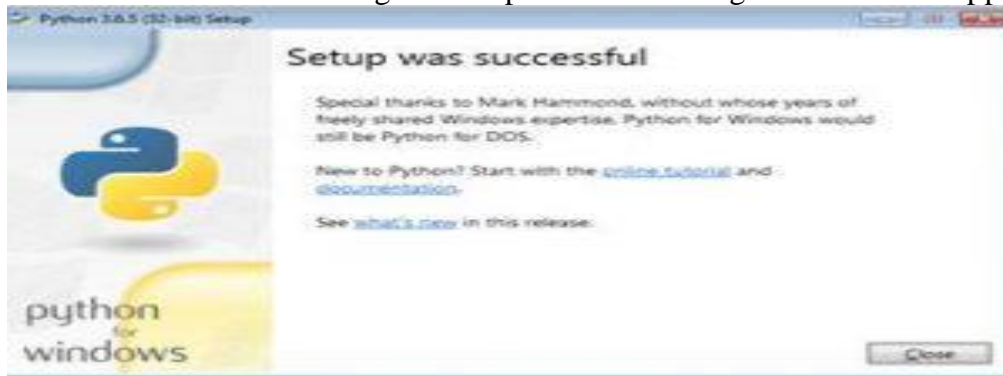 Python 3.6.5 (32-bit) Setup
Setup was successful
Special thanks to Mark Hammond, without whose years of
freely shared Windows expertise, Python for Windows would
still be Python for DOS.
New to Python? Start with the online tutorial and
documentation.
See what's new in this release.
python
for
windows
Close